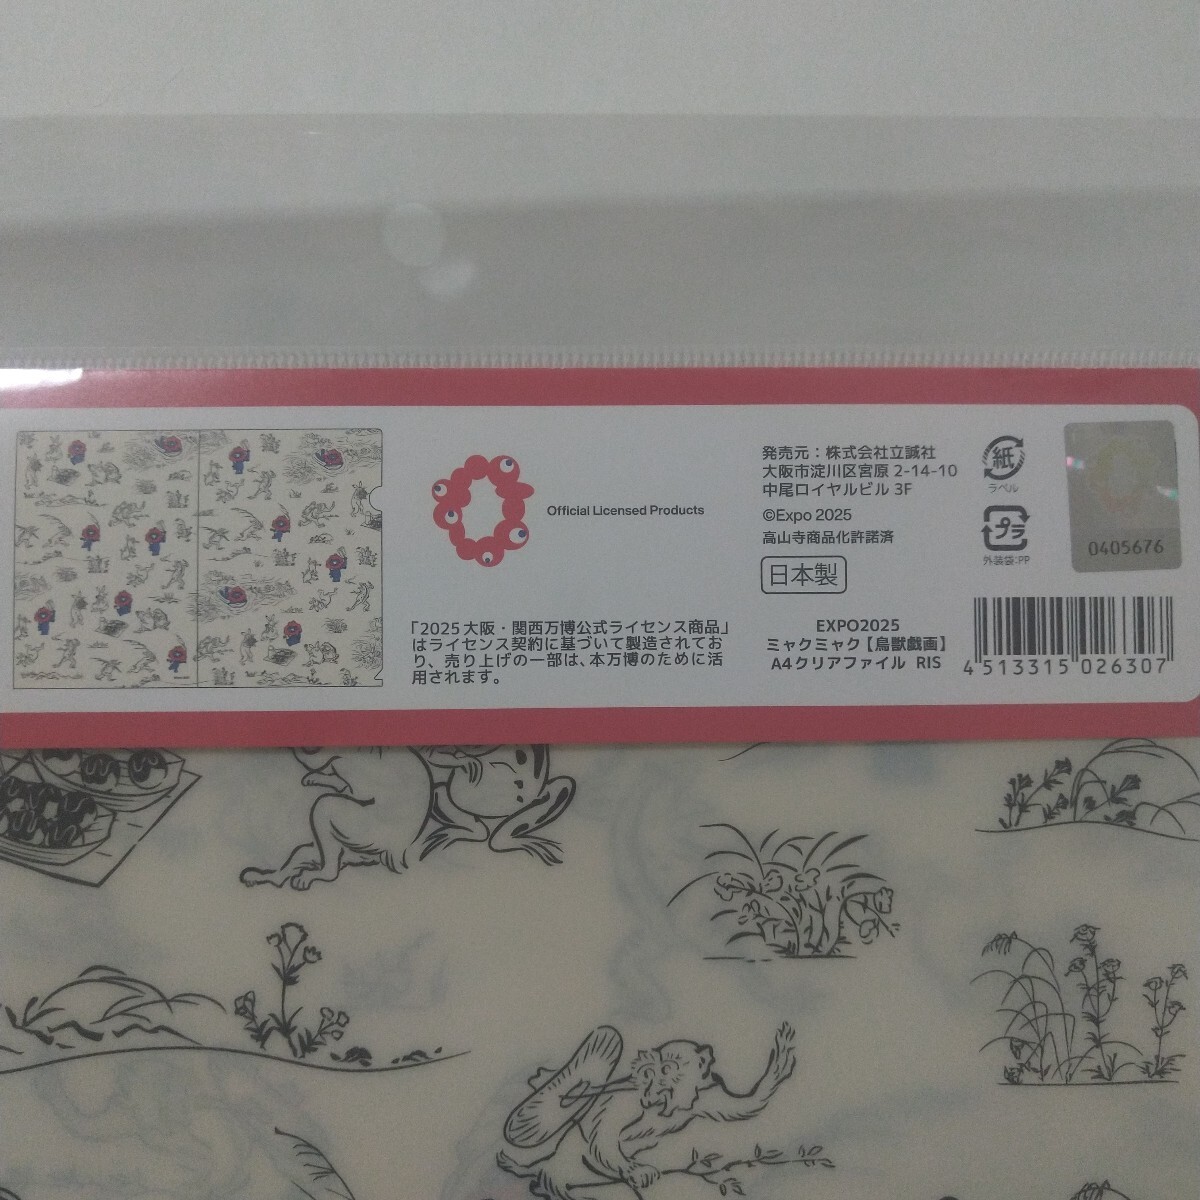 Official Licensed Products
「2025大阪・関西万博公式ライセンス商品」
はライセンス契約に基づいて製造されてお
り、売り上げの一部は、本万博のために活
用されます。
発売元：株式会社立誠社
大阪市淀川区宮原 2-14-10
中尾ロイヤルビル 3F
©Expo 2025
高山寺商品化許諾済
日本製
EXPO2025
ミャクミャク【鳥獣戯画】
A4クリアファイル RIS
紙
ラベル
プラ
外装袋:PP
0405676
4 513315 026307